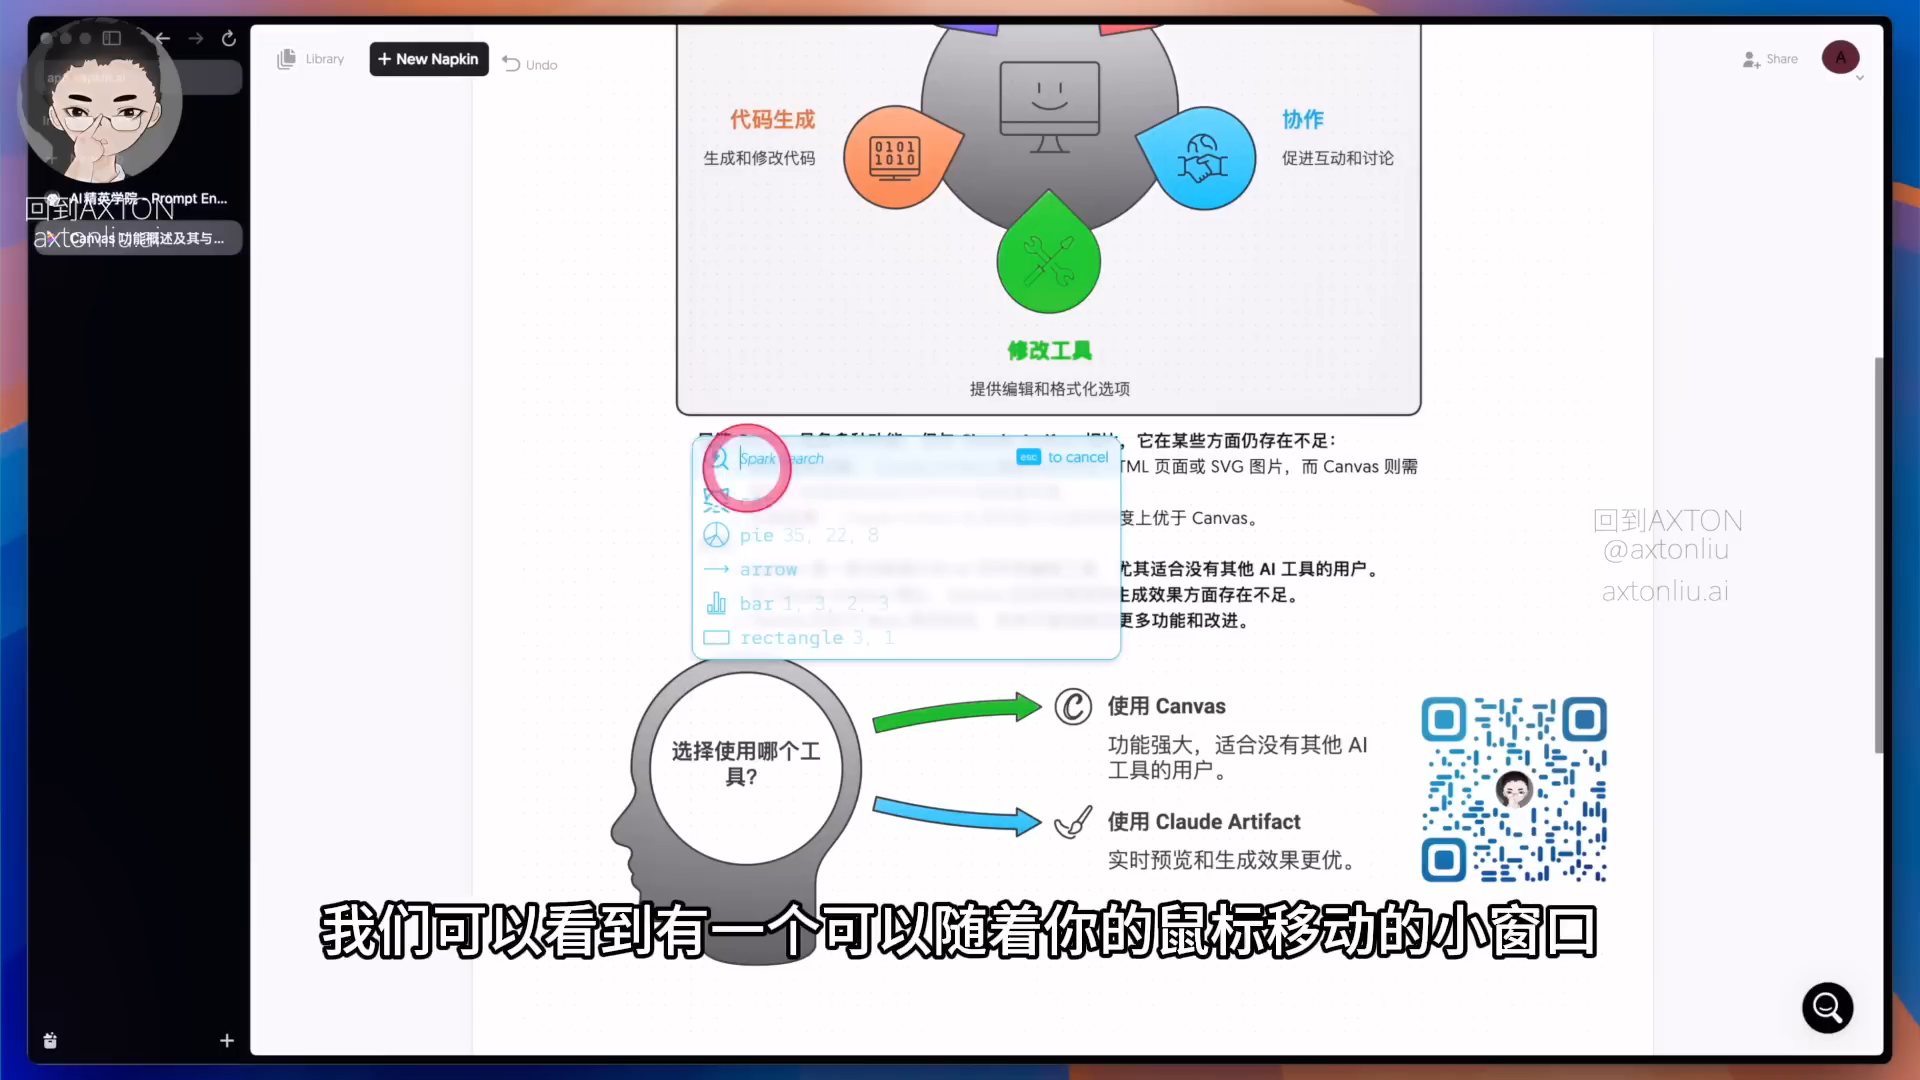 Library
+ New Napkin
Undo
Share
A
AI精英学院 - Prompt En...
回到AXTON
Canvas 功能概述及其与...
axtonliu.ai
代码生成
生成和修改代码
0101
1010
协作
促进互动和讨论
修改工具
提供编辑和格式化选项
，它在某些方面仍存在不足：
Spark Search
esc to cancel
TML 页面或 SVG 图片，而 Canvas 则需
度上优于 Canvas。
pie 35, 22, 8
arrow
尤其适合没有其他 AI 工具的用户。
bar 1, 3, 2, 3
生成效果方面存在不足。
rectangle 3, 1
更多功能和改进。
回到AXTON
@axtonliu
axtonliu.ai
选择使用哪个工
具？
使用 Canvas
功能强大，适合没有其他 AI
工具的用户。
使用 Claude Artifact
实时预览和生成效果更优。
我们可以看到有一个可以随着你的鼠标移动的小窗口